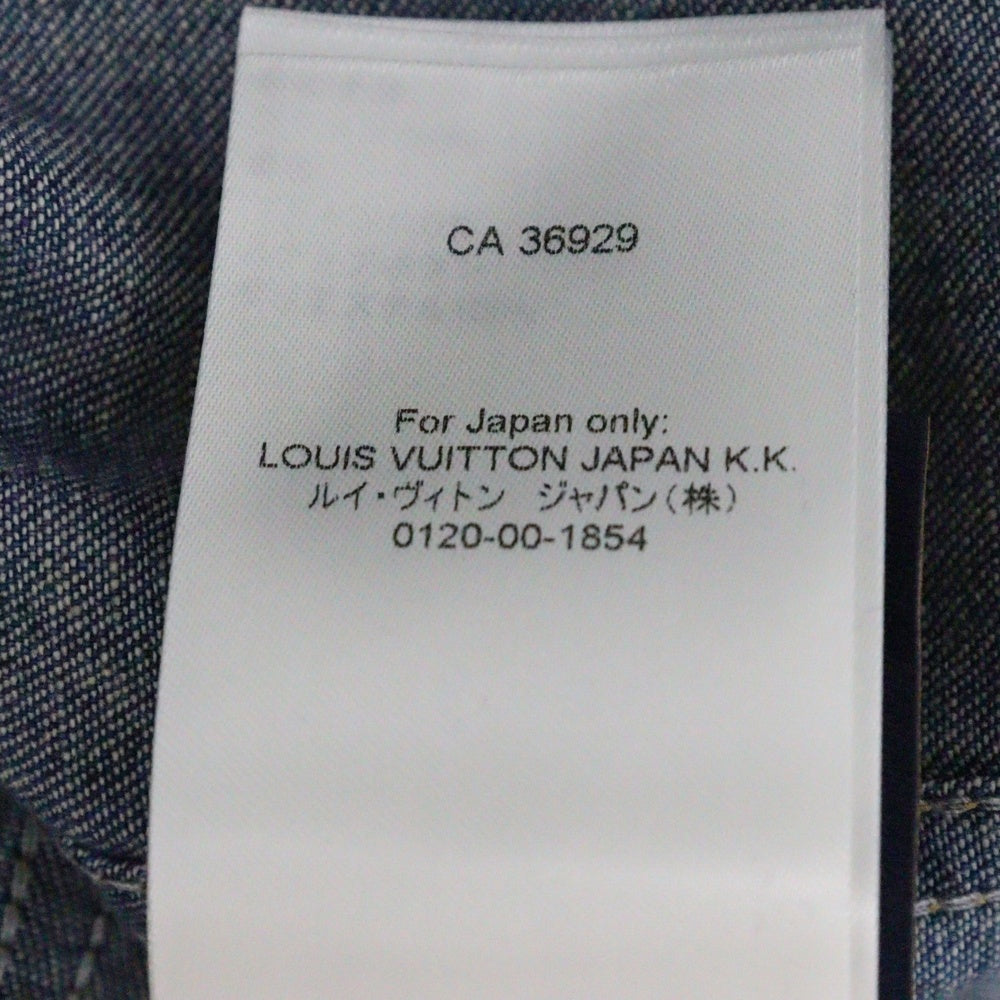 CA 36929
For Japan only:
LOUIS VUITTON JAPAN K.K.
ルイ・ヴィトン　ジャパン(株)
0120-00-1854